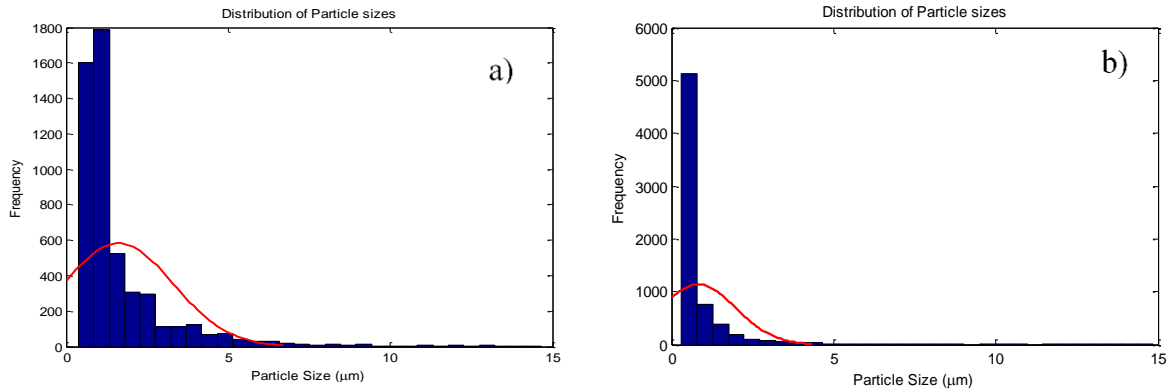 Distribution of Particle sizes
1800
1600
1400
1200
1000
800
600
400
200
0
0 5 10 15
Frequency
Particle Size (μm)
a)
Distribution of Particle sizes
6000
5000
4000
3000
2000
1000
0
0 5 10 15
Frequency
Particle Size (μm)
b)